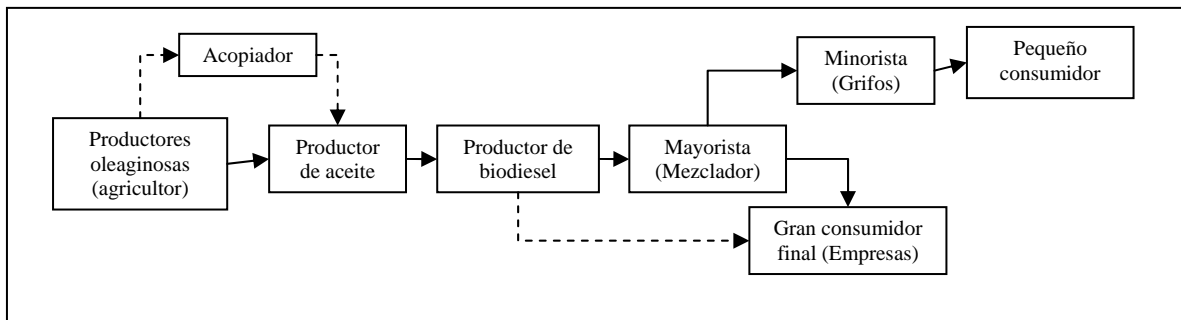 Acopiador
Productores
oleaginosas
(agricultor)
Productor
de aceite
Productor de
biodiesel
Mayorista
(Mezclador)
Minorista
(Grifos)
Pequeño
consumidor
Gran consumidor
final (Empresas)